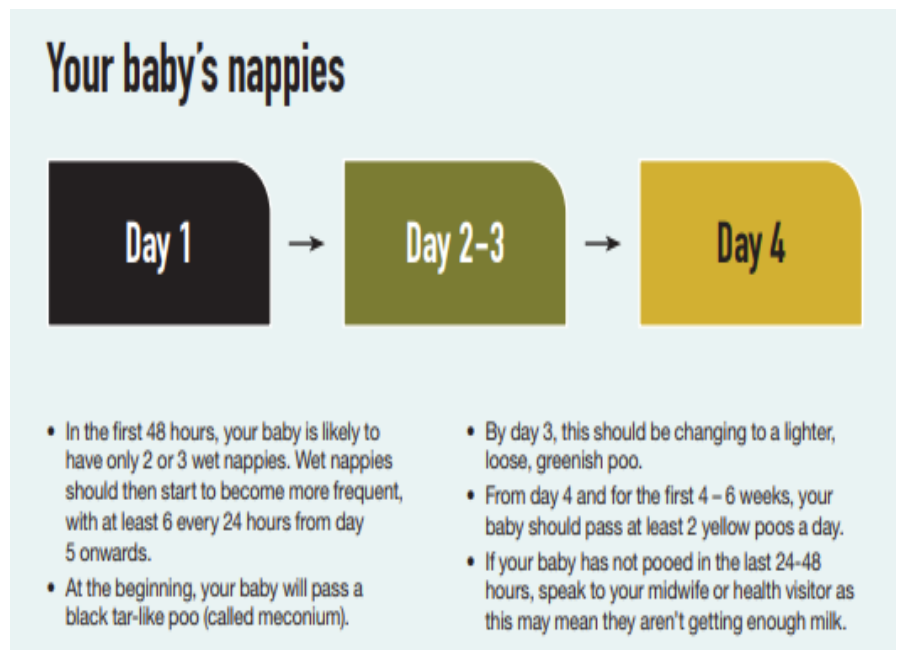 Your baby's nappies
Day 1
Day 2-3
Day 4
• In the first 48 hours, your baby is likely to
have only 2 or 3 wet nappies. Wet nappies
should then start to become more frequent,
with at least 6 every 24 hours from day
5 onwards.
• At the beginning, your baby will pass a
black tar-like poo (called meconium).
• By day 3, this should be changing to a lighter,
loose, greenish poo.
• From day 4 and for the first 4 – 6 weeks, your
baby should pass at least 2 yellow poos a day.
• If your baby has not pooed in the last 24-48
hours, speak to your midwife or health visitor as
this may mean they aren't getting enough milk.